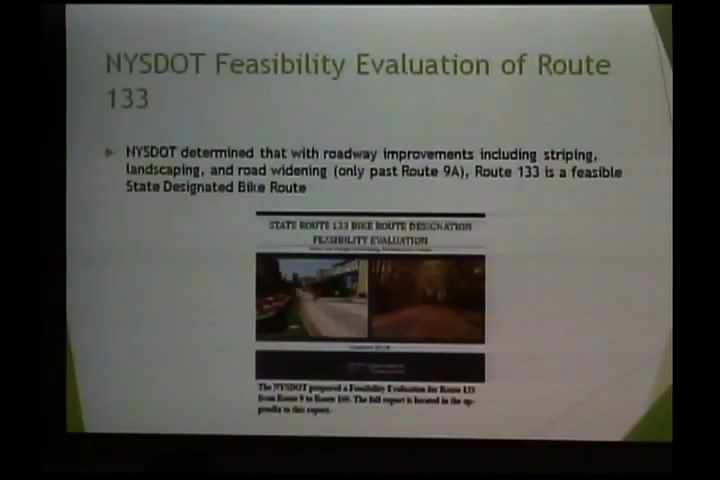 NYSDOT Feasibility Evaluation of Route
133
NYSDOT determined that with roadway improvements including striping,
landscaping, and road widening (only past Route 9A), Route 133 is a feasible
State Designated Bike Route
STATE ROUTE 133 BIKE ROUTE DESIGNATION
FEASIBILITY EVALUATION
The NYSDOT prepared a Feasibility Evaluation for Route 133
from Route 9 to Route 100. The full report is located in the ap-
pendix to this report.